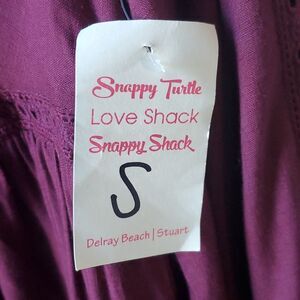 Snappy Turtle
Love Shack
Snappy Shack
S
Delray Beach | Stuart